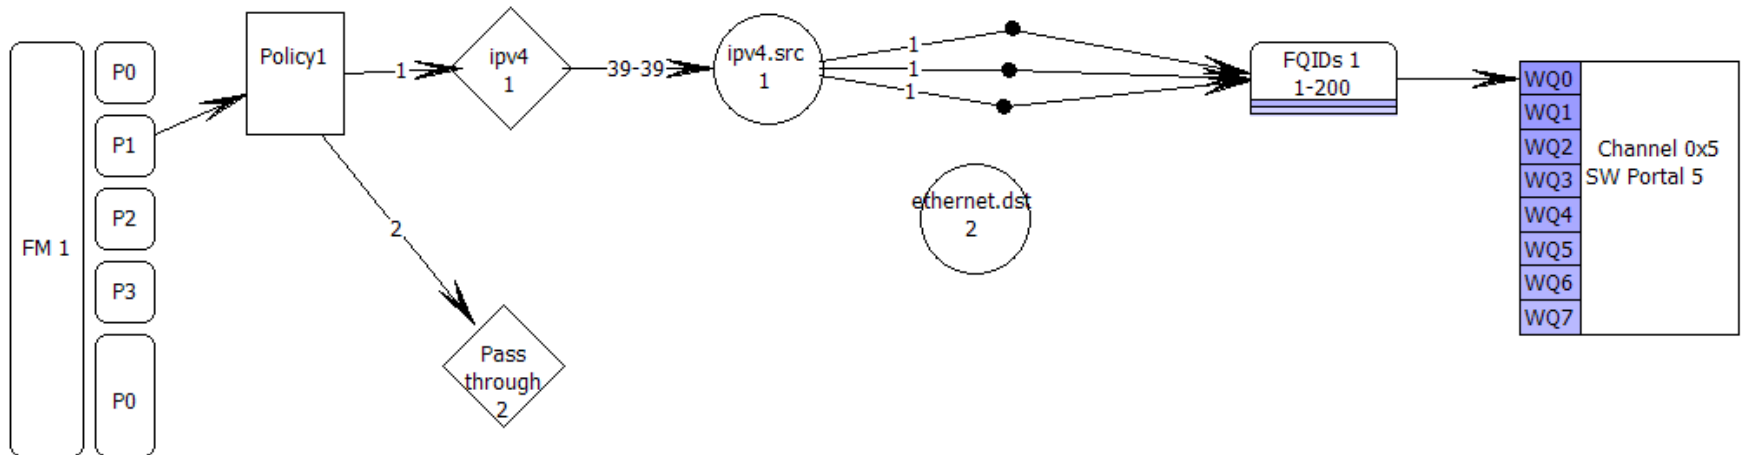 FM 1
P0
P1
P2
P3
P0
Policy1
1
2
ipv4
1
Pass
through
2
39-39
ipv4.src
1
1
1
1
ethernet.dst
2
FQIDs 1
1-200
WQ0
WQ1
WQ2
WQ3
WQ4
WQ5
WQ6
WQ7
Channel 0x5
SW Portal 5